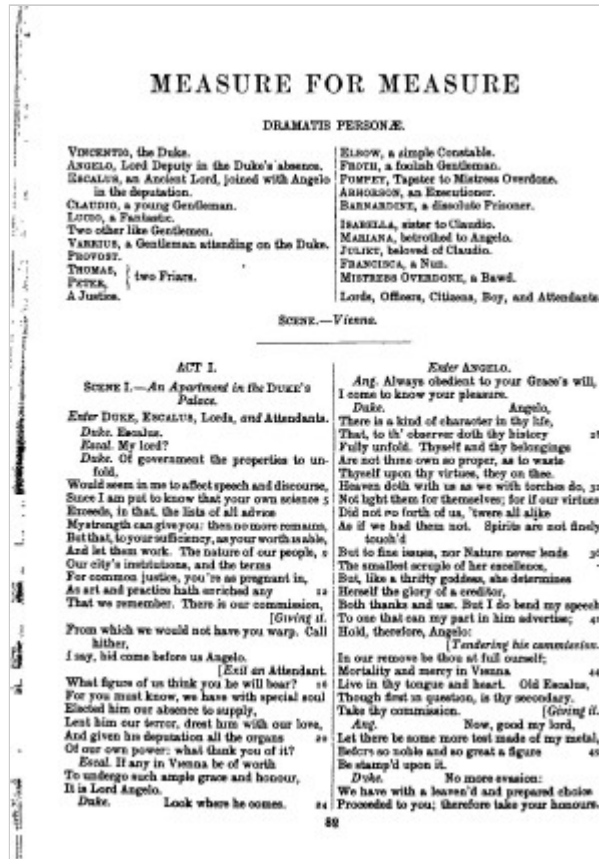 MEASURE FOR MEASURE
DRAMATIS PERSONÆ.
VINCENTIO, the Duke.
ANGELO, Lord Deputy in the Duke's absence.
ESCALUS, an Ancient Lord, joined with Angelo
in the deputation.
CLAUDIO, a young Gentleman.
LUCIO, a Fantastic.
Two other like Gentlemen.
VARRIUS, a Gentleman attending on the Duke.
PROVOST.
THOMAS,
PETER,
two Friars.
A Justice.
ELBOW, a simple Constable.
FROTH, a foolish Gentleman.
POMPEY, Tapster to Mistress Overdone.
ABHORSON, an Executioner.
BARNARDINE, a dissolute Prisoner.
ISABELLA, sister to Claudio.
MARIANA, betrothed to Angelo.
JULIET, beloved of Claudio.
FRANCISCA, a Nun.
MISTRESS OVERDONE, a Bawd.
Lords, Officers, Citizens, Boy, and Attendants
SCENE.—Vienna.
ACT I.
SCENE I.—An Apartment in the DUKE'S
Palace.
Enter DUKE, ESCALUS, Lords, and Attendants.
Duke. Escalus.
Escal. My lord?
Duke. Of government the properties to un-
fold,
Would seem in me to affect speech and discourse,
Since I am put to know that your own science 5
Exceeds, in that, the lists of all advice
My strength can give you: then no more remains,
But that, to your sufficiency, as your worth is able,
And let them work. The nature of our people,
Our city's institutions, and the terms
For common justice, you're as pregnant in,
As art and practice hath enriched any 12
That we remember. There is our commission,
[Giving it.
From which we would not have you warp. Call
hither,
I say, bid come before us Angelo.
[Exit an Attendant.
What figure of us think you he will bear? 16
For you must know, we have with special soul
Elected him our absence to supply,
Lent him our terror, drest him with our love,
And given his deputation all the organs 20
Of our own power: what think you of it?
Escal. If any in Vienna be of worth
To undergo such ample grace and honour,
It is Lord Angelo.
Duke. Look where he comes. 24
Enter ANGELO.
Ang. Always obedient to your Grace's will,
I come to know your pleasure.
Duke. Angelo,
There is a kind of character in thy life,
That, to th' observer doth thy history
Fully unfold. Thyself and thy belongings
Are not thine own so proper, as to waste
Thyself upon thy virtues, they on thee.
Heaven doth with us as we with torches do,
Not light them for themselves; for if our virtues
Did not go forth of us, 'twere all alike
As if we had them not. Spirits are not finely
touch'd
But to fine issues, nor Nature never lends
The smallest scruple of her excellence,
But, like a thrifty goddess, she determines
Herself the glory of a creditor,
Both thanks and use. But I do bend my speech
To one that can my part in him advertise;
Hold, therefore, Angelo:
[Tendering his commission.
In our remove be thou at full ourself;
Mortality and mercy in Vienna
Live in thy tongue and heart. Old Escalus,
Though first in question, is thy secondary.
Take thy commission. [Giving it.
Ang. Now, good my lord,
Let there be some more test made of my metal,
Before so noble and so great a figure
Be stamp'd upon it.
Duke. No more evasion:
We have with a leaven'd and prepared choice
Proceeded to you; therefore take your honours.
82